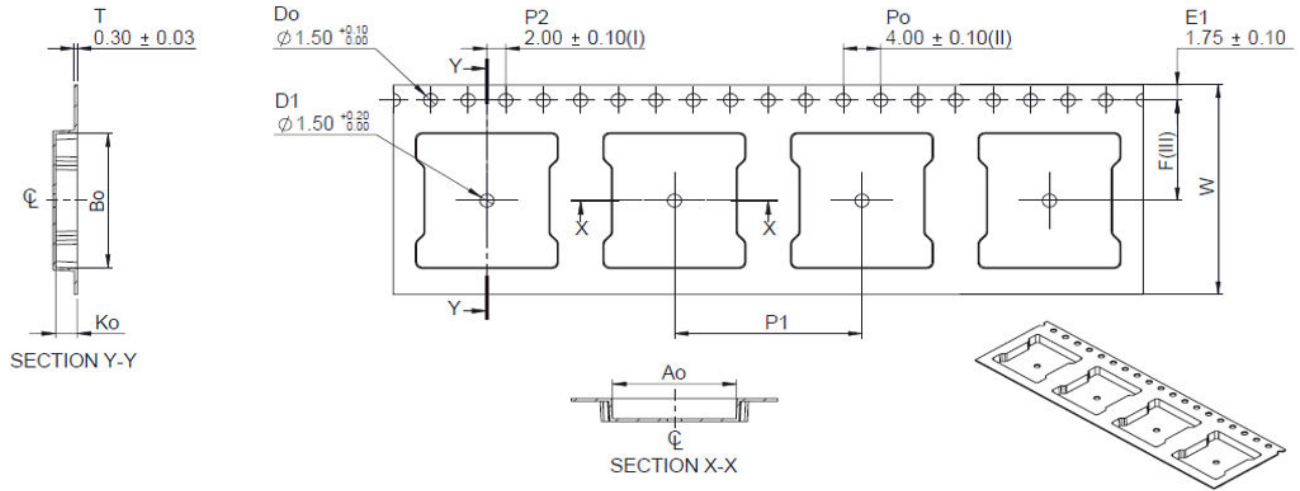 T
0.30 ± 0.03
Do
Ø 1.50 +0.10 0.00
P2
2.00 ± 0.10(I)
Po
4.00 ± 0.10(II)
E1
1.75 ± 0.10
Y
D1
Ø 1.50 +0.20 0.00
F(III)
W
℄
Bo
X
X
Ko
Y
P1
SECTION Y-Y
Ao
℄
SECTION X-X